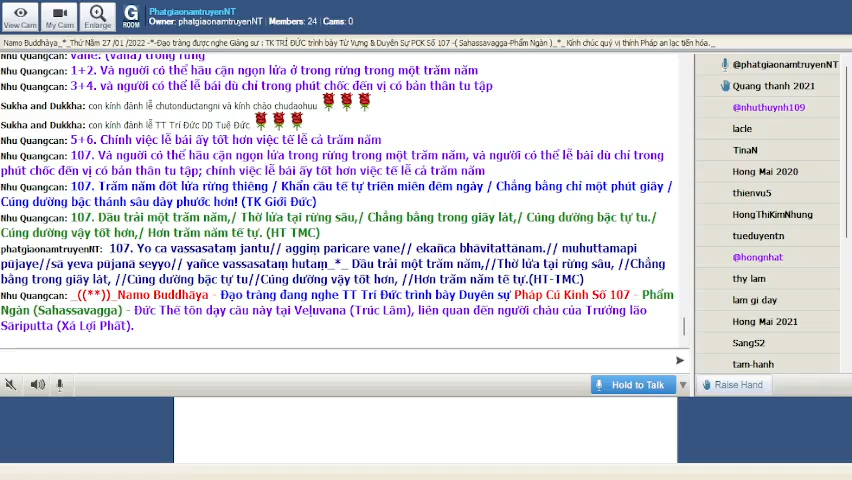 View Cam
My Cam
Enlarge
G
ROOM
PhatgiaonamtruyenNT
Owner: phatgiaonamtruyenNT | Members: 24 | Cams: 0
Namo Buddhàya_*_Thứ Năm 27 /01 /2022 -*-Đạo tràng được nghe Giảng sư : TK TRÍ ĐỨC trình bày Từ Vựng & Duyên Sự PCK Số 107 -( Sahassavagga-Phẩm Ngàn )_*_ Kính chúc quý vị thính Pháp an lạc tiến hóa._
Nhu Quangcan: vane: (vana) trong rừng
Nhu Quangcan: 1+2. Và người có thể hầu cận ngọn lửa ở trong rừng trong một trăm năm
Nhu Quangcan: 3+4. và người có thể lễ bái dù chỉ trong phút chốc đến vị có bản thân tu tập
Sukha and Dukkha: con kính đảnh lễ chutonductangni và kính chào chudaohuu
Sukha and Dukkha: con kính đảnh lễ TT Trí Đức DD Tuệ Đức
Nhu Quangcan: 5+6. Chính việc lễ bái ấy tốt hơn việc tế lễ cả trăm năm
Nhu Quangcan: 107. Và người có thể hầu cận ngọn lửa trong rừng trong một trăm năm, và người có thể lễ bái dù chỉ trong
phút chốc đến vị có bản thân tu tập; chính việc lễ bái ấy tốt hơn việc tế lễ cả trăm năm
Nhu Quangcan: 107. Trăm năm đốt lửa rừng thiêng / Khấn cầu tế tự triên miên đêm ngày / Chẳng bằng chỉ một phút giây /
Cúng dường bậc thánh sâu dày phước hơn! (TK Giới Đức)
Nhu Quangcan: 107. Dầu trải một trăm năm,/ Thờ lửa tại rừng sâu,/ Chẳng bằng trong giây lát,/ Cúng dường bậc tự tu./
Cúng dường vậy tốt hơn,/ Hơn trăm năm tế tự. (HT TMC)
phatgiaonamtruyenNT: 107. Yo ca vassasataṃ jantu// aggiṃ paricare vane// ekañca bhāvitattānam.// muhuttamapi
pūjaye//sā yeva pūjanā seyyo// yañce vassasataṃ hutaṃ_*_ Dầu trải một trăm năm,//Thờ lửa tại rừng sâu, //Chẳng
bằng trong giây lát, //Cúng dường bậc tự tu//Cúng dường vậy tốt hơn, //Hơn trăm năm tế tự.(HT-TMC)
Nhu Quangcan: _((**))_Namo Buddhāya - Đạo tràng đang nghe TT Trí Đức trình bày Duyên sự Pháp Cú Kinh Số 107 - Phẩm
Ngàn (Sahassavagga) - Đức Thế tôn dạy câu này tại Veḷuvana (Trúc Lâm), liên quan đến người cháu của Trưởng lão
Sāriputta (Xá Lợi Phất).
Hold to Talk
@phatgiaonamtruyenNT
Quang thanh 2021
@nhuthuynh109
lacle
TinaN
Hong Mai 2020
thienvu5
HongThiKimNhung
tueduyentn
@hongnhat
thy lam
lam gi day
Hong Mai 2021
SangS2
tam-hanh
Raise Hand